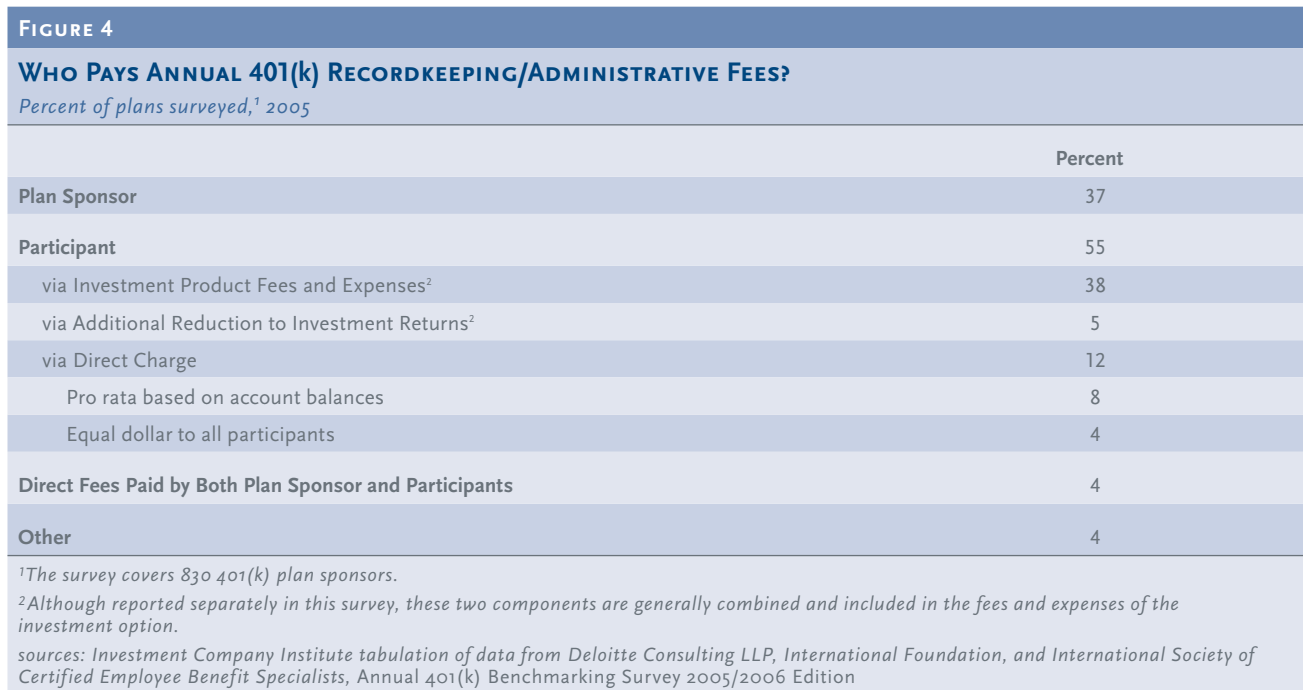 Figure 4
Who Pays Annual 401(k) Recordkeeping/Administrative Fees?
Percent of plans surveyed,¹ 2005
Percent
Plan Sponsor 37
Participant 55
via Investment Product Fees and Expenses² 38
via Additional Reduction to Investment Returns² 5
via Direct Charge 12
Pro rata based on account balances 8
Equal dollar to all participants 4
Direct Fees Paid by Both Plan Sponsor and Participants 4
Other 4
¹The survey covers 830 401(k) plan sponsors.
²Although reported separately in this survey, these two components are generally combined and included in the fees and expenses of the
investment option.
sources: Investment Company Institute tabulation of data from Deloitte Consulting LLP, International Foundation, and International Society of
Certified Employee Benefit Specialists, Annual 401(k) Benchmarking Survey 2005/2006 Edition